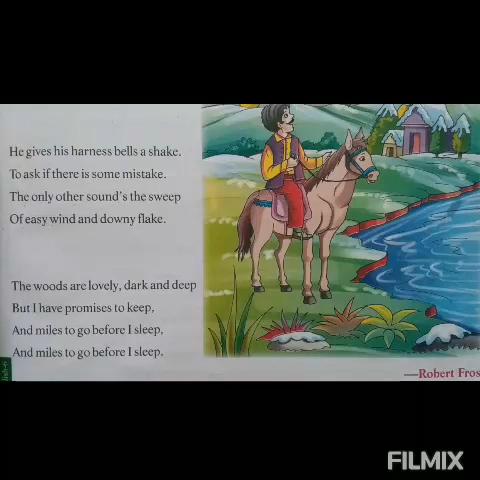 He gives his harness bells a shake.
To ask if there is some mistake.
The only other sound's the sweep
Of easy wind and downy flake.
The woods are lovely, dark and deep
But I have promises to keep,
And miles to go before I sleep,
And miles to go before I sleep.
—Robert Fros
FILMIX